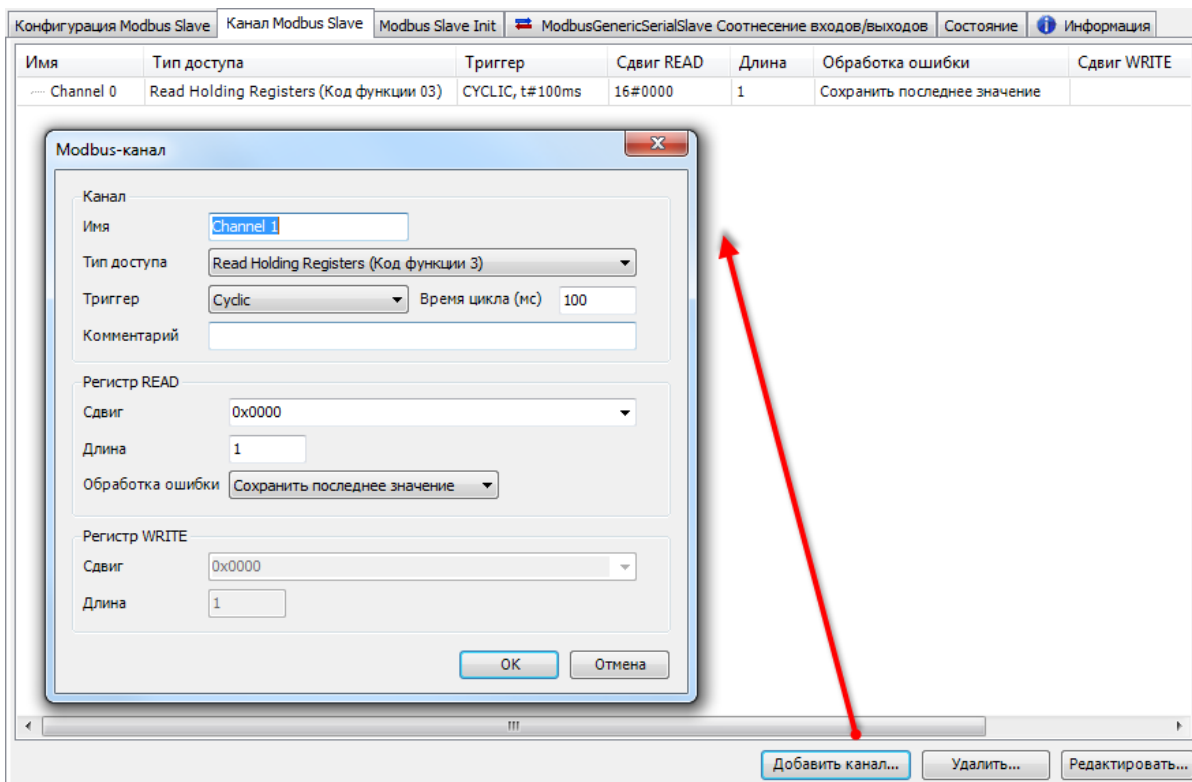 Конфигурация Modbus Slave Канал Modbus Slave Modbus Slave Init ModbusGenericSerialSlave Соотнесение входов/выходов Состояние Информация
Имя Тип доступа Триггер Сдвиг READ Длина Обработка ошибки Сдвиг WRITE
Channel 0 Read Holding Registers (Код функции 03) CYCLIC, t#100ms 16#0000 1 Сохранить последнее значение
Modbus-канал
Канал
Имя Channel 1
Тип доступа Read Holding Registers (Код функции 3)
Триггер Cyclic Время цикла (мс) 100
Комментарий
Регистр READ
Сдвиг 0x0000
Длина 1
Обработка ошибки Сохранить последнее значение
Регистр WRITE
Сдвиг 0x0000
Длина 1
OK Отмена
Добавить канал... Удалить... Редактировать...